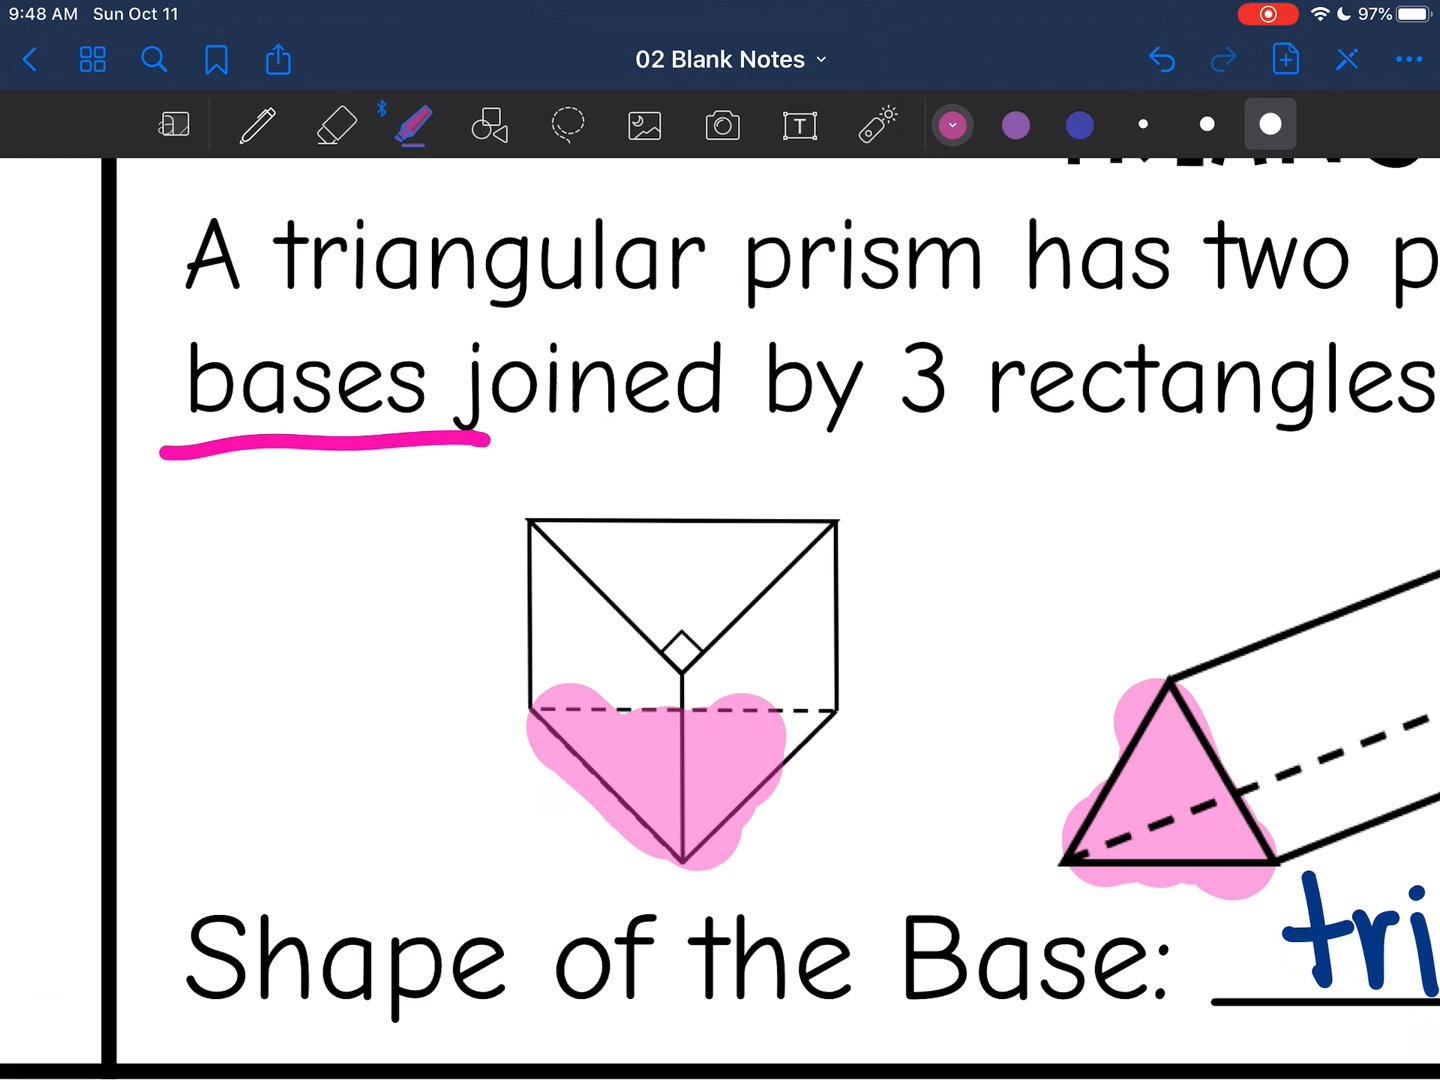 9:48 AM Sun Oct 11
97%
02 Blank Notes
T
A triangular prism has two p
bases joined by 3 rectangles
Shape of the Base: tri